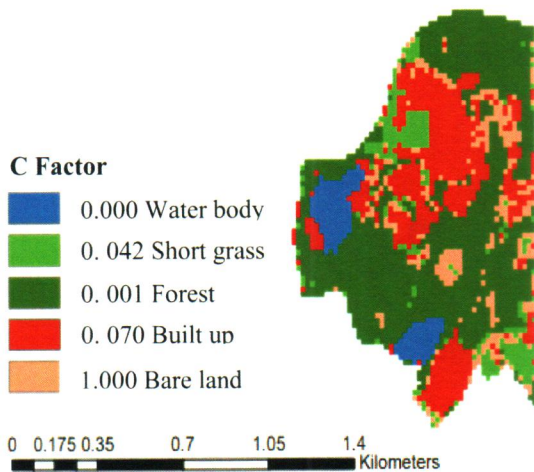 C Factor
0.000 Water body
0. 042 Short grass
0. 001 Forest
0. 070 Built up
1.000 Bare land
0 0.175 0.35 0.7 1.05 1.4
Kilometers